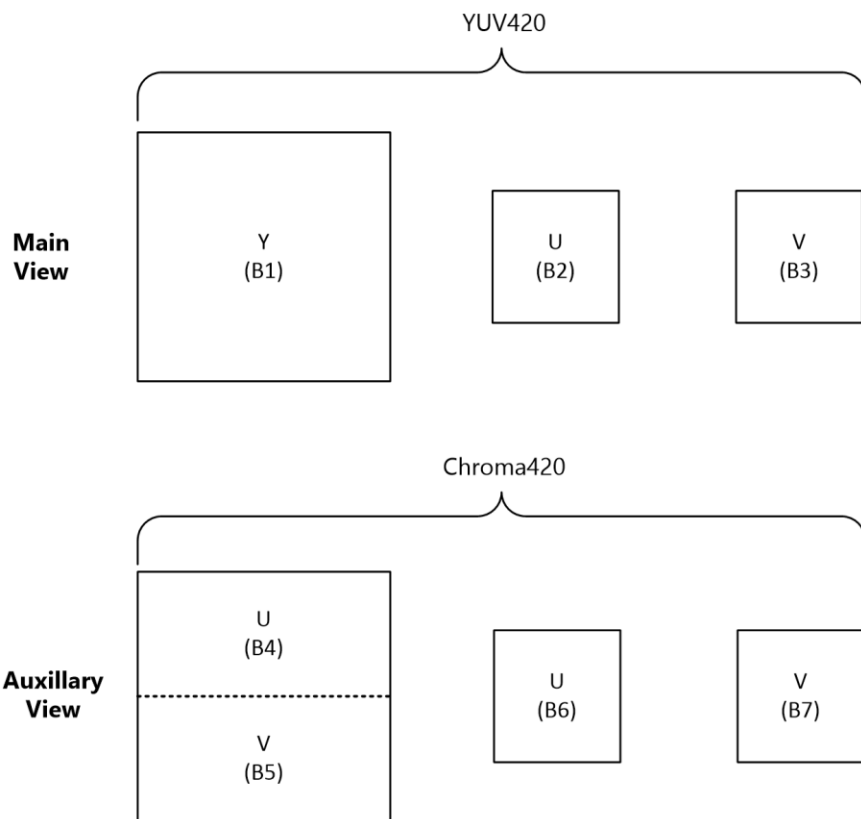 YUV420
Main
View
Y
(B1)
U
(B2)
V
(B3)
Chroma420
Auxillary
View
U
(B4)
V
(B5)
U
(B6)
V
(B7)